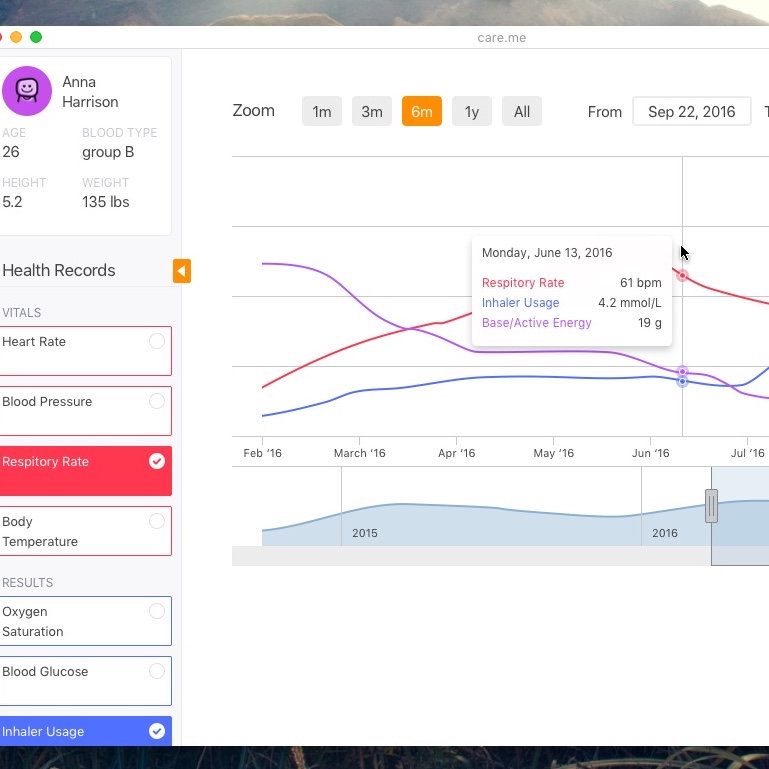 care.me
Anna
Harrison
AGE
BLOOD TYPE
26
group B
HEIGHT
WEIGHT
5.2
135 lbs
Health Records
VITALS
Heart Rate
Blood Pressure
Respitory Rate
Body
Temperature
RESULTS
Oxygen
Saturation
Blood Glucose
Inhaler Usage
Zoom
1m
3m
6m
1y
All
From
Sep 22, 2016
T
Monday, June 13, 2016
Respitory Rate 61 bpm
Inhaler Usage 4.2 mmol/L
Base/Active Energy 19 g
Feb ‘16
March ‘16
Apr ‘16
May ‘16
Jun ‘16
Jul ‘16
2015
2016